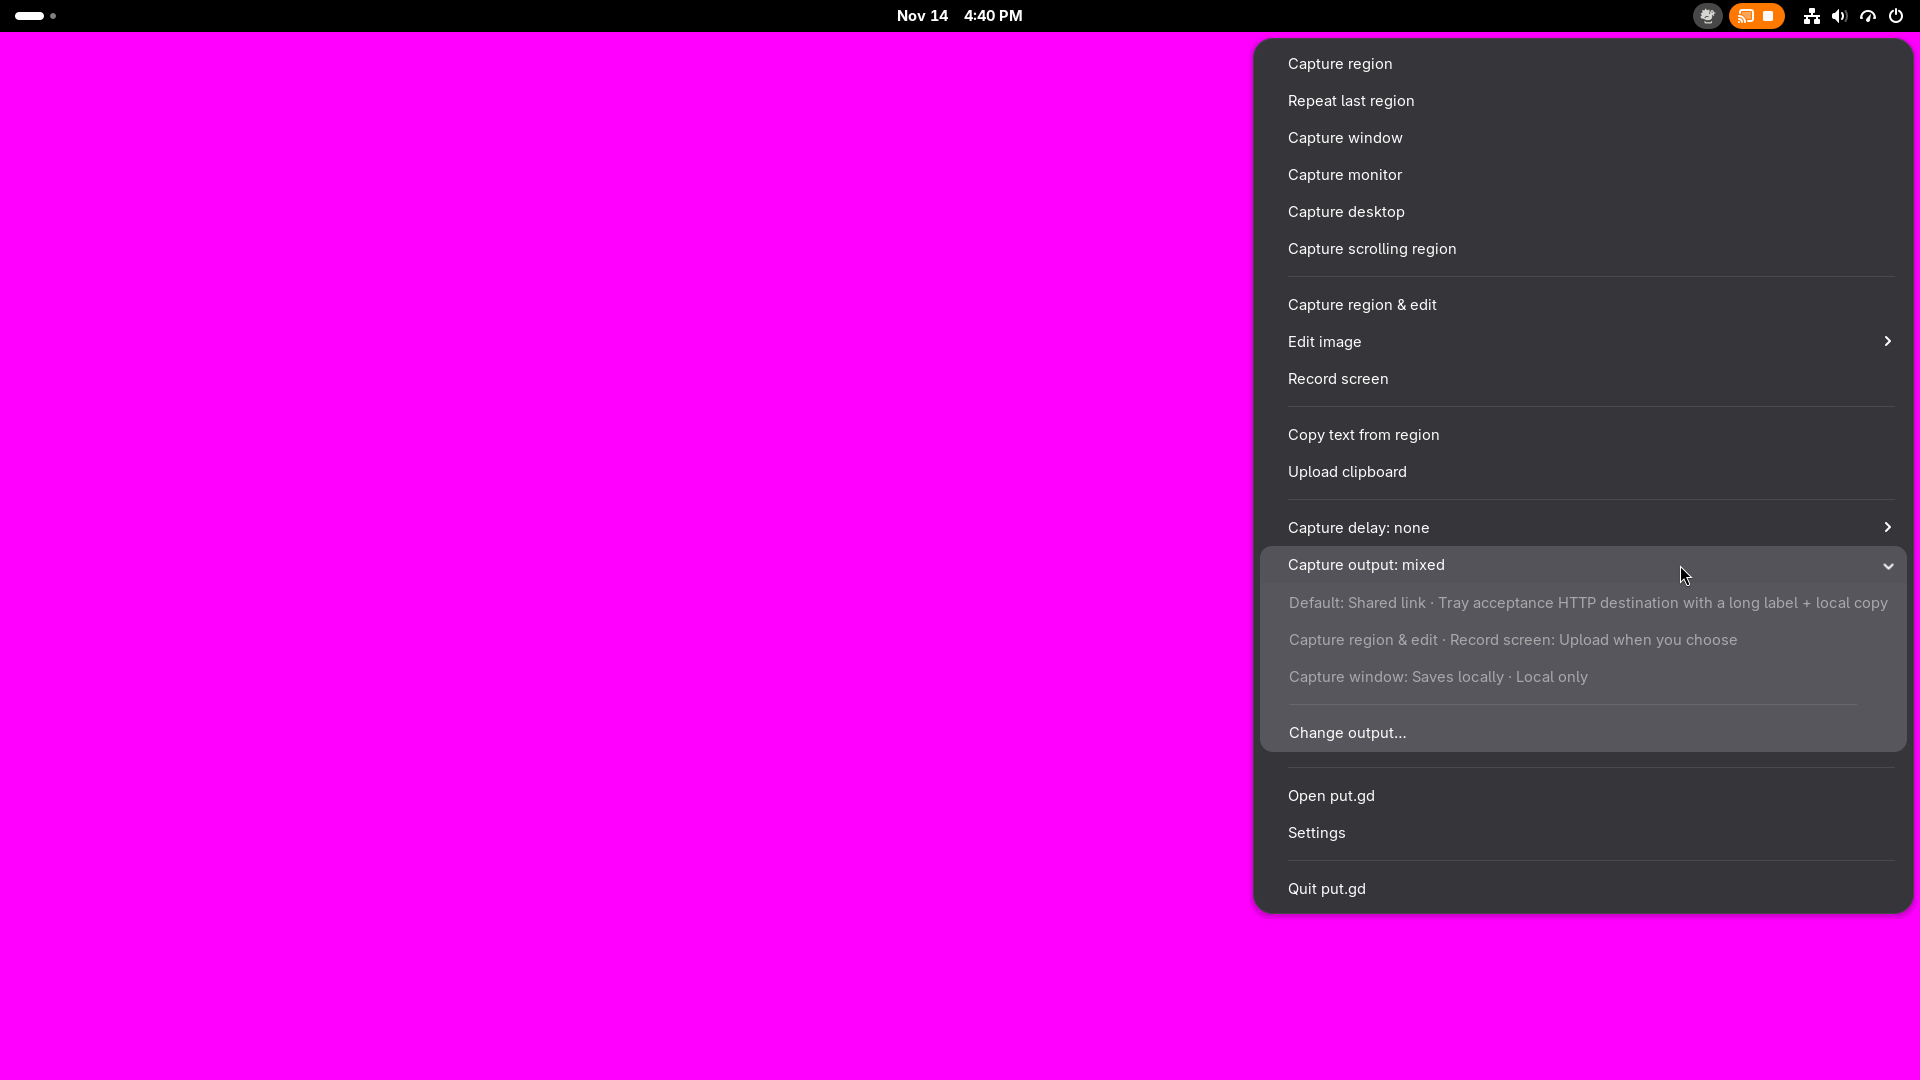 Nov 14 4:40 PM
Capture region
Repeat last region
Capture window
Capture monitor
Capture desktop
Capture scrolling region
Capture region & edit
Edit image
Record screen
Copy text from region
Upload clipboard
Capture delay: none
Capture output: mixed
Default: Shared link · Tray acceptance HTTP destination with a long label + local copy
Capture region & edit · Record screen: Upload when you choose
Capture window: Saves locally · Local only
Change output…
Open put.gd
Settings
Quit put.gd